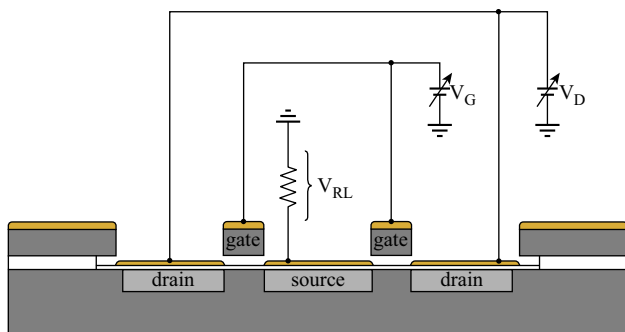 V_G
V_D
V_RL
gate
gate
drain
source
drain